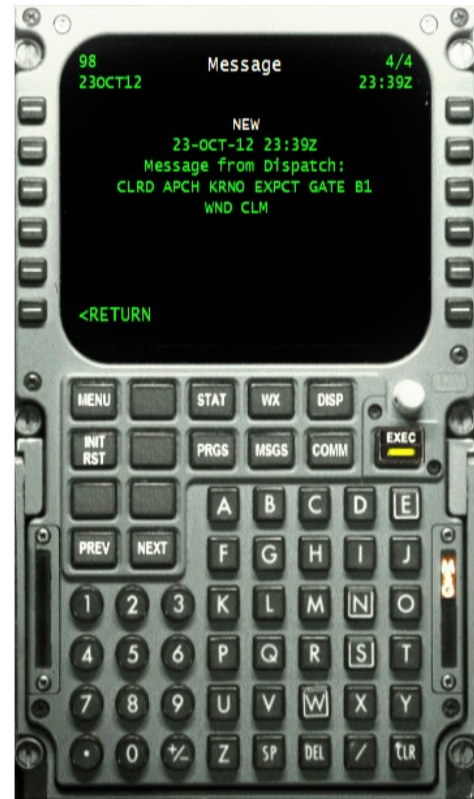 98 Message 4/4
23OCT12 23:39Z
NEW
23-OCT-12 23:39Z
Message from Dispatch:
CLRD APCH KRNO EXPCT GATE B1
WND CLM
<RETURN
MENU STAT WX DISP
INIT RST PRGS MSGS COMM EXEC
A B C D E
PREV NEXT F G H I J
MSG
1 2 3 K L M N O
4 5 6 P Q R S T
7 8 9 U V W X Y
. 0 +/- Z SP DEL / CLR